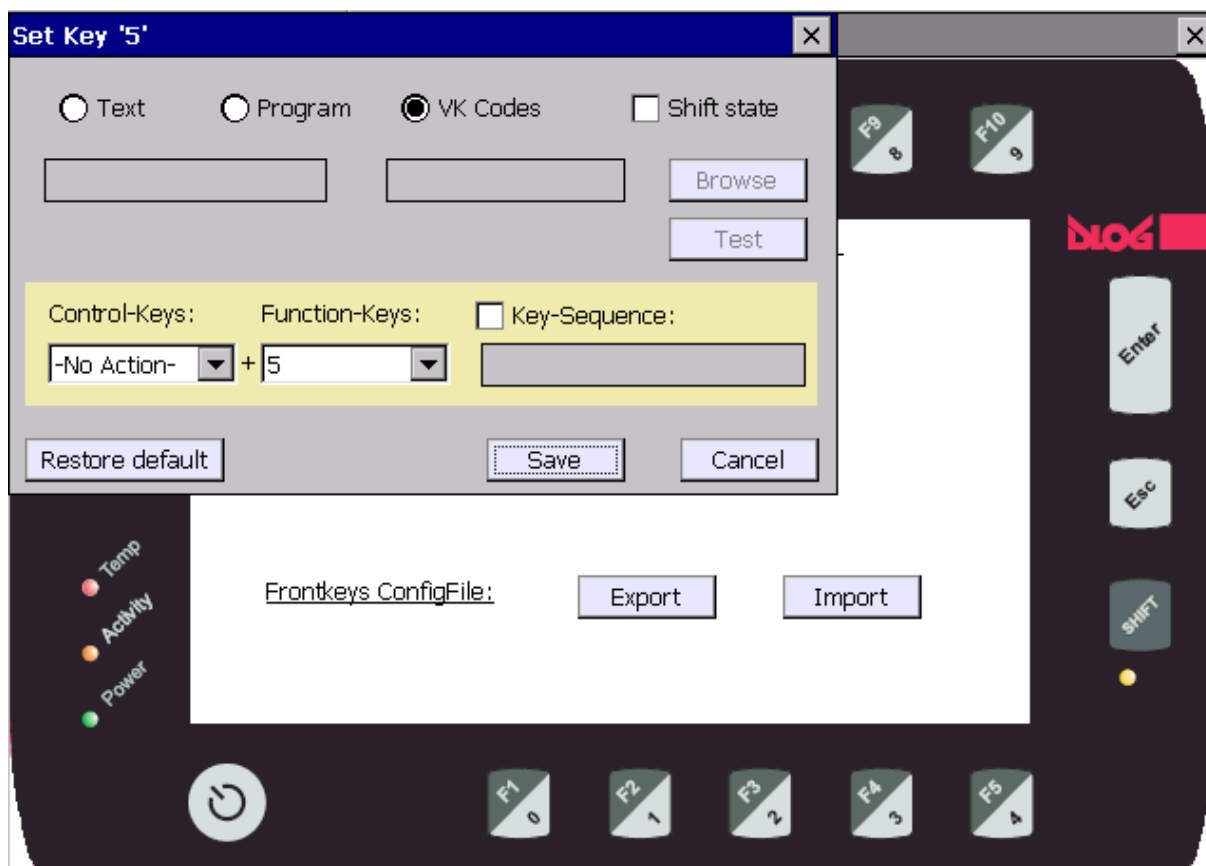 Set Key '5'
Text Program VK Codes Shift state
F9 8 F10 9
Browse
Test
DLOG
Control-Keys: Function-Keys: Key-Sequence:
-No Action- + 5
Enter
Restore default Save Cancel
Esc
Temp
Frontkeys ConfigFile: Export Import
Activity
SHIFT
Power
F1 0 F2 1 F3 2 F4 3 F5 4